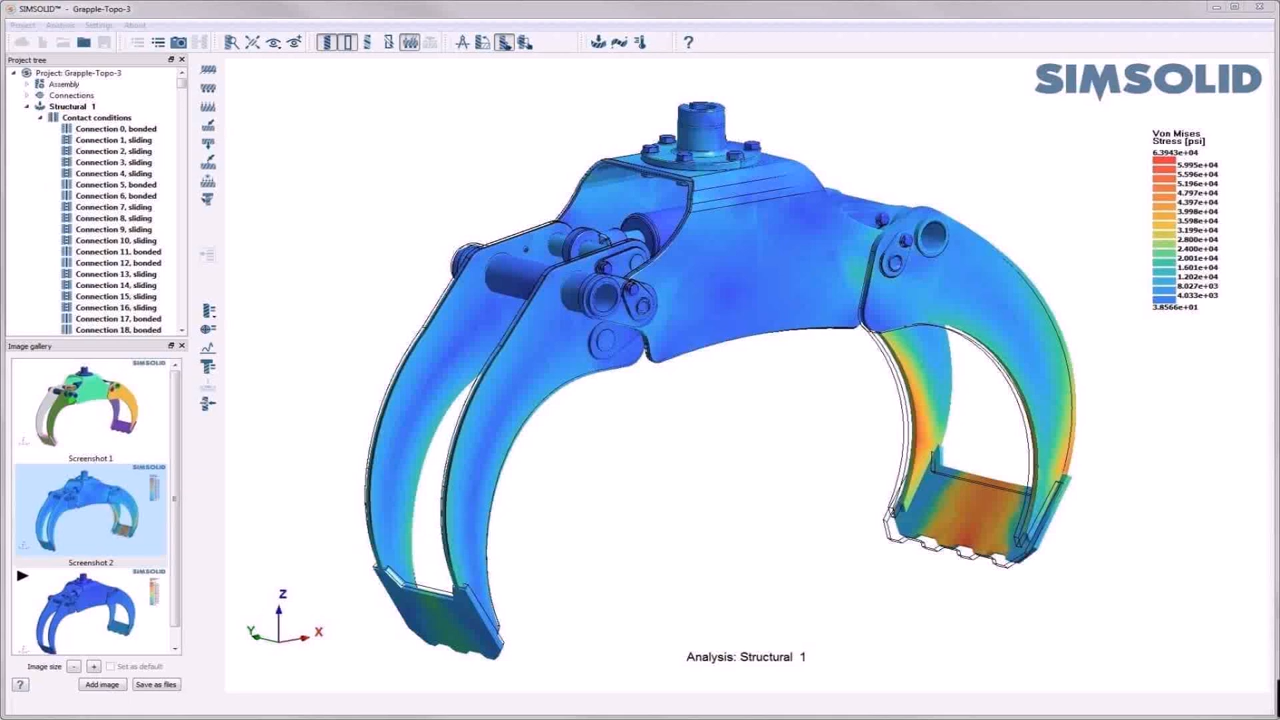 SIMSOLID™ - Grapple-Topo-3
Project Analysis Settings About
Project tree
Project: Grapple-Topo-3
Assembly
Connections
Structural 1
Contact conditions
Connection 0, bonded
Connection 1, sliding
Connection 2, sliding
Connection 3, sliding
Connection 4, sliding
Connection 5, bonded
Connection 6, bonded
Connection 7, sliding
Connection 8, sliding
Connection 9, sliding
Connection 10, sliding
Connection 11, bonded
Connection 12, bonded
Connection 13, sliding
Connection 14, sliding
Connection 15, sliding
Connection 16, sliding
Connection 17, bonded
Connection 18, bonded
Image gallery
SIMSOLID
Screenshot 1
SIMSOLID
Screenshot 2
SIMSOLID
Image size - + Set as default
? Add image Save as files
SIMSOLID
Von Mises
Stress [psi]
6.3943e+04
5.995e+04
5.596e+04
5.196e+04
4.797e+04
4.397e+04
3.998e+04
3.598e+04
3.199e+04
2.800e+04
2.400e+04
2.001e+04
1.601e+04
1.202e+04
8.027e+03
4.033e+03
3.8566e+01
Z
Y
X
Analysis: Structural 1